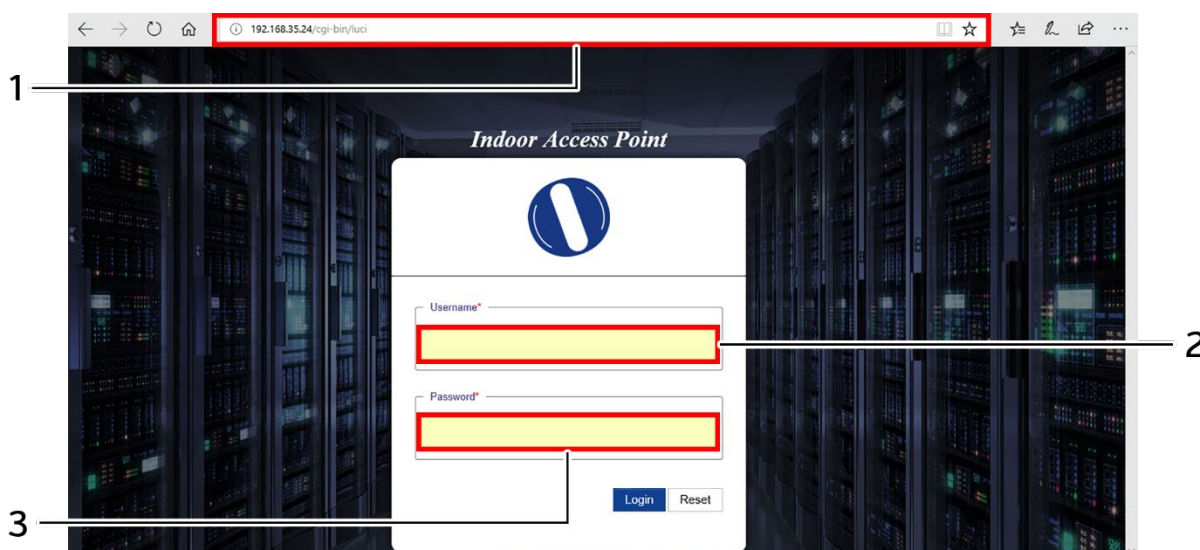 192.168.35.24/cgi-bin/luci
1
Indoor Access Point
Username*
2
Password*
Login Reset
3